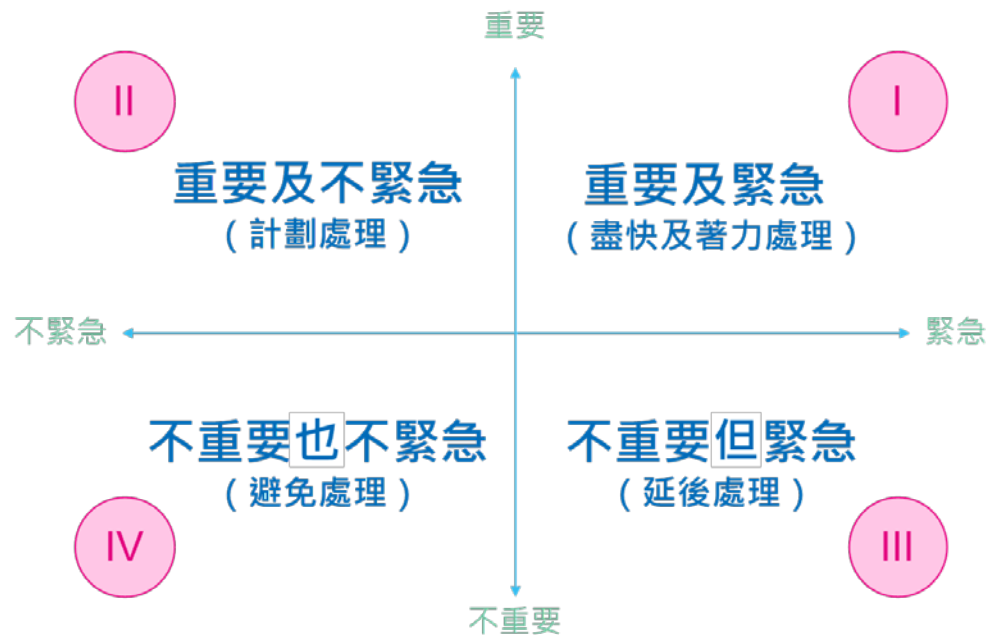 重要
II
I
重要及不緊急
(計劃處理)
重要及緊急
(盡快及著力處理)
不緊急
緊急
不重要也不緊急
(避免處理)
不重要但緊急
(延後處理)
IV
III
不重要